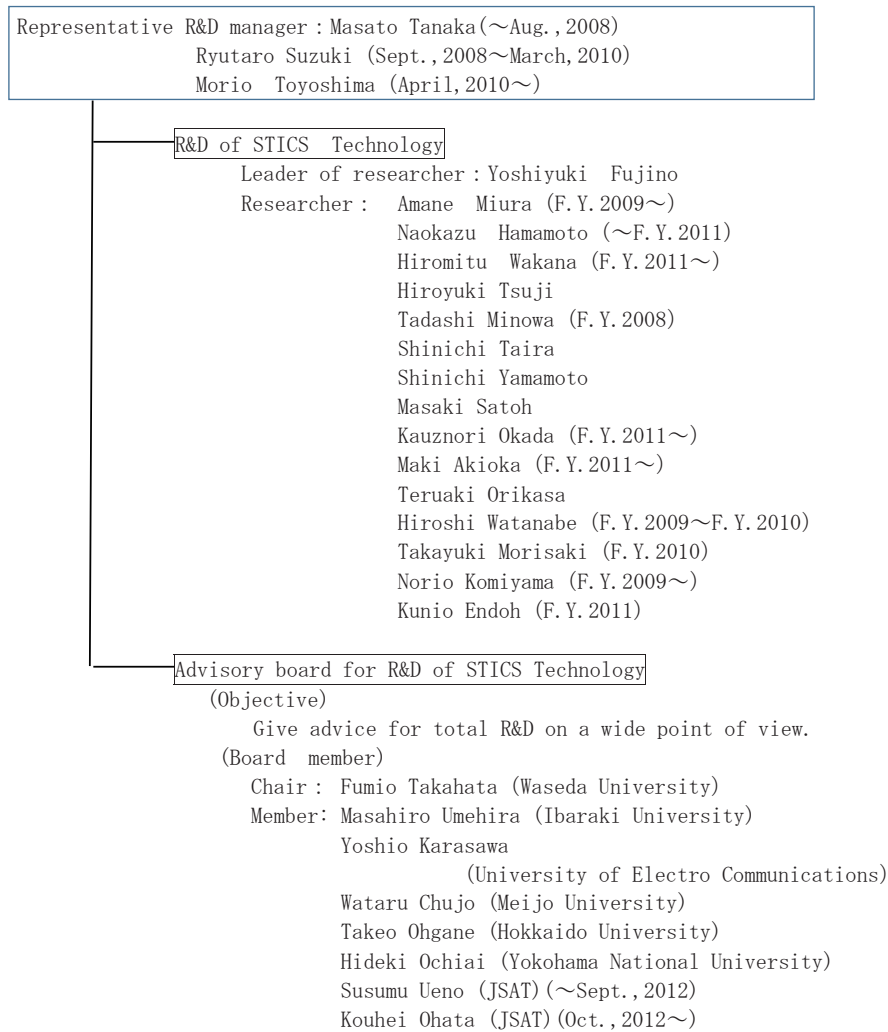 Representative R&D manager：Masato Tanaka(～Aug.,2008)
Ryutaro Suzuki (Sept.,2008～March,2010)
Morio Toyoshima (April,2010～)
R&D of STICS Technology
Leader of researcher：Yoshiyuki Fujino
Researcher： Amane Miura (F.Y.2009～)
Naokazu Hamamoto (～F.Y.2011)
Hiromitu Wakana (F.Y.2011～)
Hiroyuki Tsuji
Tadashi Minowa (F.Y.2008)
Shinichi Taira
Shinichi Yamamoto
Masaki Satoh
Kauznori Okada (F.Y.2011～)
Maki Akioka (F.Y.2011～)
Teruaki Orikasa
Hiroshi Watanabe (F.Y.2009～F.Y.2010)
Takayuki Morisaki (F.Y.2010)
Norio Komiyama (F.Y.2009～)
Kunio Endoh (F.Y.2011)
Advisory board for R&D of STICS Technology
(Objective)
Give advice for total R&D on a wide point of view.
(Board member)
Chair： Fumio Takahata (Waseda University)
Member: Masahiro Umehira (Ibaraki University)
Yoshio Karasawa
(University of Electro Communications)
Wataru Chujo (Meijo University)
Takeo Ohgane (Hokkaido University)
Hideki Ochiai (Yokohama National University)
Susumu Ueno (JSAT)(～Sept.,2012)
Kouhei Ohata (JSAT)(Oct.,2012～)